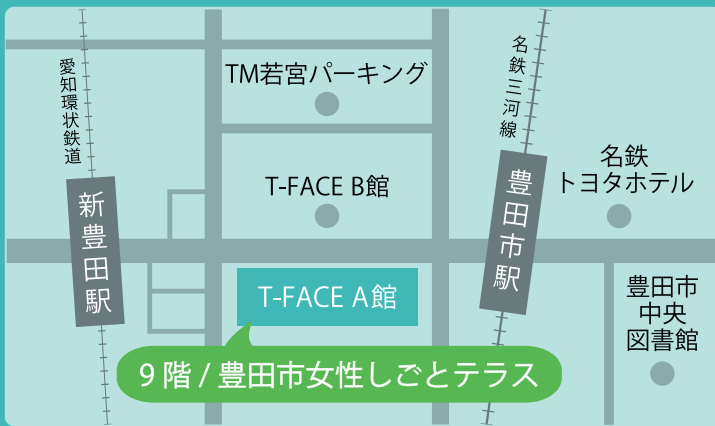 愛知環状鉄道
新豊田駅
TM若宮パーキング
T-FACE B館
T-FACE A館
9階 / 豊田市女性しごとテラス
名鉄三河線
豊田市駅
名鉄
トヨタホテル
豊田市
中央
図書館